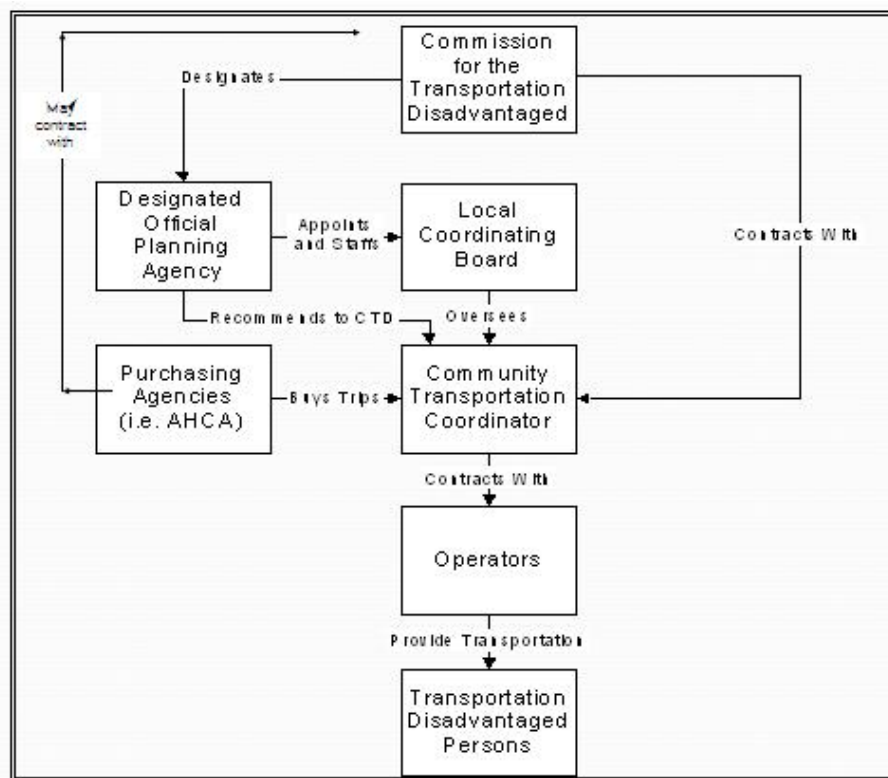 Commission
for the
Transportation
Disadvantaged
Designates
May
contract
with
Designated
Official
Planning
Agency
Appoints
and Staffs
Local
Coordinating
Board
Contracts With
Recommends to CTD
Oversees
Purchasing
Agencies
(i.e. AHCA)
Buys Trips
Community
Transportation
Coordinator
Contracts With
Operators
Provide Transportation
Transportation
Disadvantaged
Persons